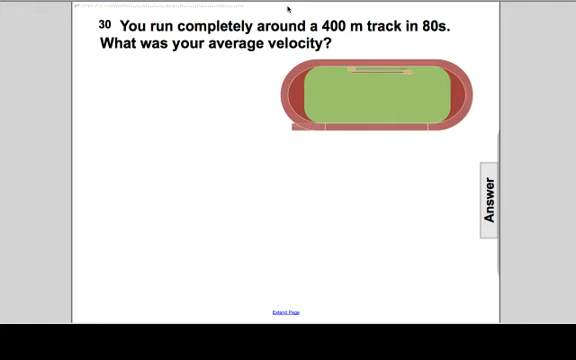 30 You run completely around a 400 m track in 80s.
What was your average velocity?
Answer
Extend Page